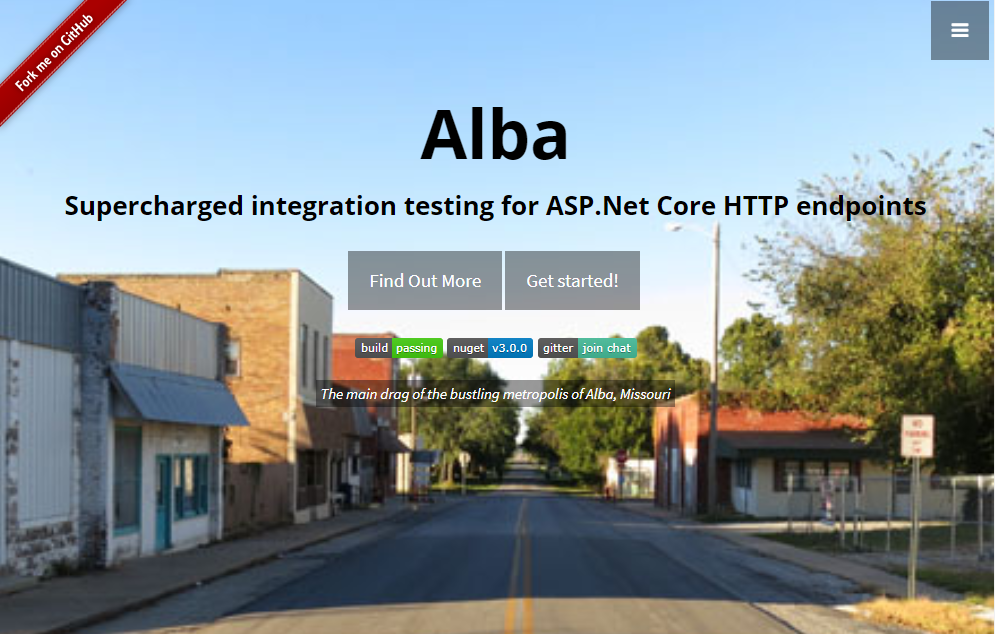 Fork me on GitHub
Alba
Supercharged integration testing for ASP.Net Core HTTP endpoints
Find Out More Get started!
build passing nuget v3.0.0 gitter join chat
The main drag of the bustling metropolis of Alba, Missouri
NO
PARKING